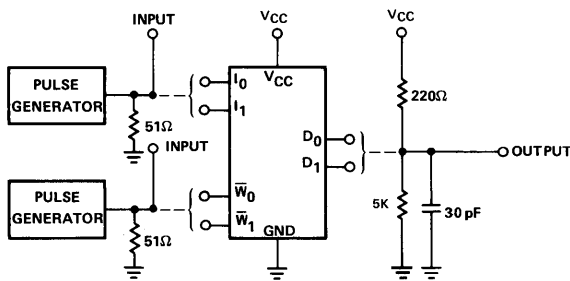 INPUT
VCC
VCC
PULSE GENERATOR
51Ω
I0
I1
VCC
D0
D1
220Ω
OUTPUT
INPUT
PULSE GENERATOR
51Ω
W̅0
W̅1
GND
5K
30 pF